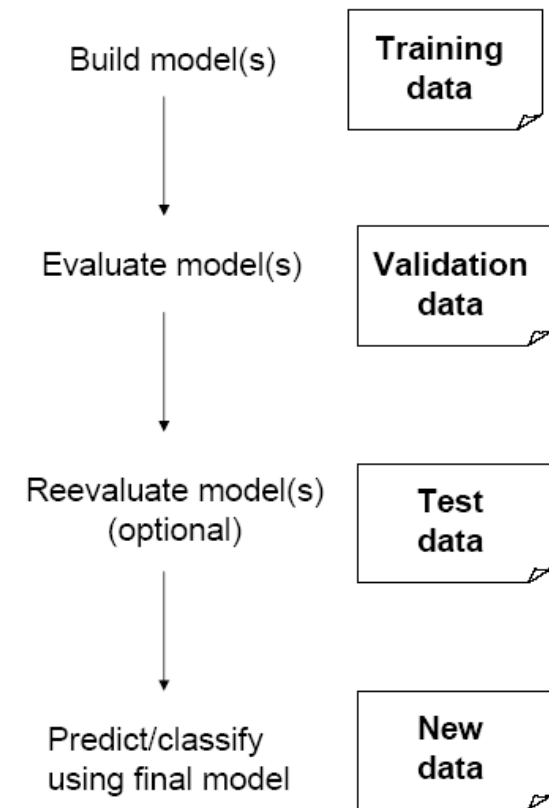 Build model(s)
Training
data
Evaluate model(s)
Validation
data
Reevaluate model(s)
(optional)
Test
data
Predict/classify
using final model
New
data